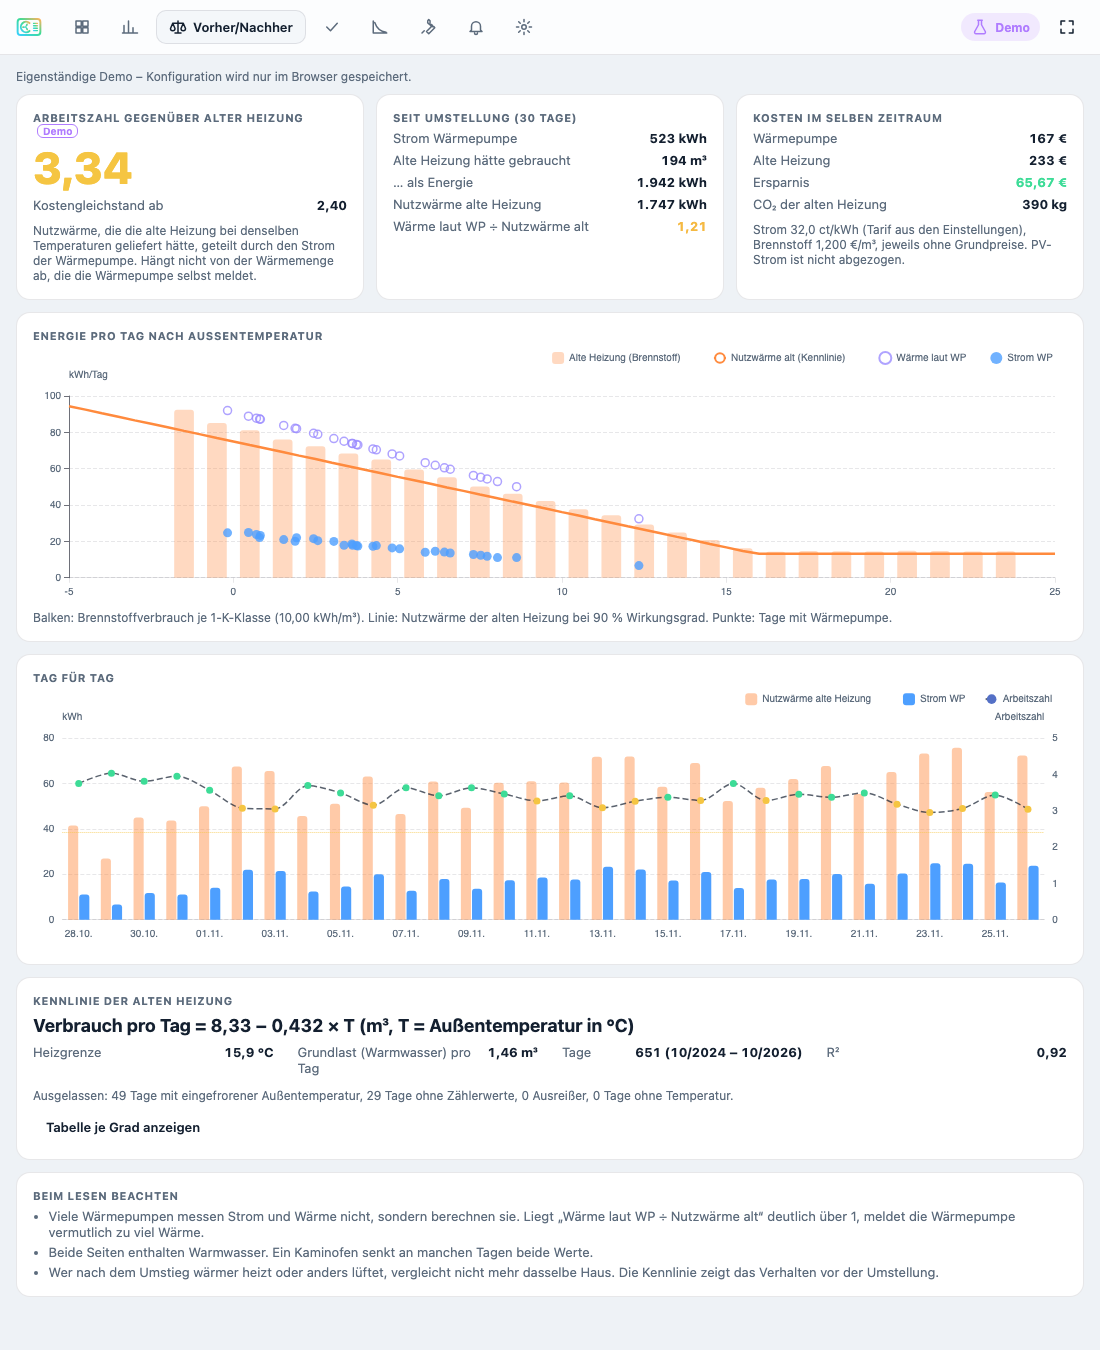 Vorher/Nachher
Demo
Eigenständige Demo – Konfiguration wird nur im Browser gespeichert.
ARBEITSZAHL GEGENÜBER ALTER HEIZUNG
Demo
3,34
Kostengleichstand ab 2,40
Nutzwärme, die die alte Heizung bei denselben
Temperaturen geliefert hätte, geteilt durch den Strom
der Wärmepumpe. Hängt nicht von der Wärmemenge
ab, die die Wärmepumpe selbst meldet.
SEIT UMSTELLUNG (30 TAGE)
Strom Wärmepumpe 523 kWh
Alte Heizung hätte gebraucht 194 m³
… als Energie 1.942 kWh
Nutzwärme alte Heizung 1.747 kWh
Wärme laut WP ÷ Nutzwärme alt 1,21
KOSTEN IM SELBEN ZEITRAUM
Wärmepumpe 167 €
Alte Heizung 233 €
Ersparnis 65,67 €
CO₂ der alten Heizung 390 kg
Strom 32,0 ct/kWh (Tarif aus den Einstellungen),
Brennstoff 1,200 €/m³, jeweils ohne Grundpreise. PV-
Strom ist nicht abgezogen.
ENERGIE PRO TAG NACH AUSSENTEMPERATUR
Alte Heizung (Brennstoff) Nutzwärme alt (Kennlinie) Wärme laut WP Strom WP
kWh/Tag
100
80
60
40
20
0
-5 0 5 10 15 20 25
Balken: Brennstoffverbrauch je 1-K-Klasse (10,00 kWh/m³). Linie: Nutzwärme der alten Heizung bei 90 % Wirkungsgrad. Punkte: Tage mit Wärmepumpe.
TAG FÜR TAG
Nutzwärme alte Heizung Strom WP Arbeitszahl
kWh Arbeitszahl
80 5
60 4
40 3
20 2
0 1
0
28.10. 30.10. 01.11. 03.11. 05.11. 07.11. 09.11. 11.11. 13.11. 15.11. 17.11. 19.11. 21.11. 23.11. 25.11.
KENNLINIE DER ALTEN HEIZUNG
Verbrauch pro Tag = 8,33 − 0,432 × T (m³, T = Außentemperatur in °C)
Heizgrenze 15,9 °C Grundlast (Warmwasser) pro 1,46 m³ Tage 651 (10/2024 – 10/2026) R² 0,92
Tag
Ausgelassen: 49 Tage mit eingefrorener Außentemperatur, 29 Tage ohne Zählerwerte, 0 Ausreißer, 0 Tage ohne Temperatur.
Tabelle je Grad anzeigen
BEIM LESEN BEACHTEN
• Viele Wärmepumpen messen Strom und Wärme nicht, sondern berechnen sie. Liegt „Wärme laut WP ÷ Nutzwärme alt“ deutlich über 1, meldet die Wärmepumpe
vermutlich zu viel Wärme.
• Beide Seiten enthalten Warmwasser. Ein Kaminofen senkt an manchen Tagen beide Werte.
• Wer nach dem Umstieg wärmer heizt oder anders lüftet, vergleicht nicht mehr dasselbe Haus. Die Kennlinie zeigt das Verhalten vor der Umstellung.